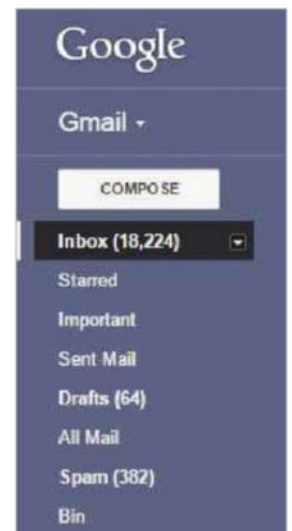 Google
Gmail
COMPOSE
Inbox (18,224)
Starred
Important
Sent Mail
Drafts (64)
All Mail
Spam (382)
Bin